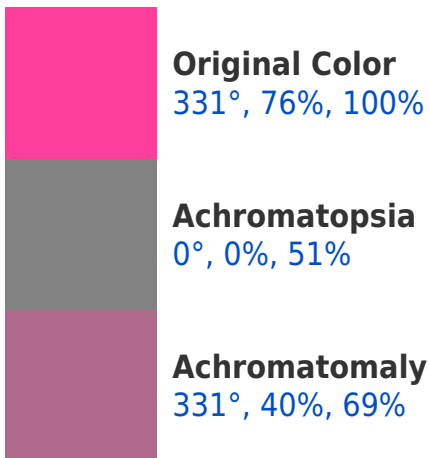 Original Color
331°, 76%, 100%
Achromatopsia
0°, 0%, 51%
Achromatomaly
331°, 40%, 69%